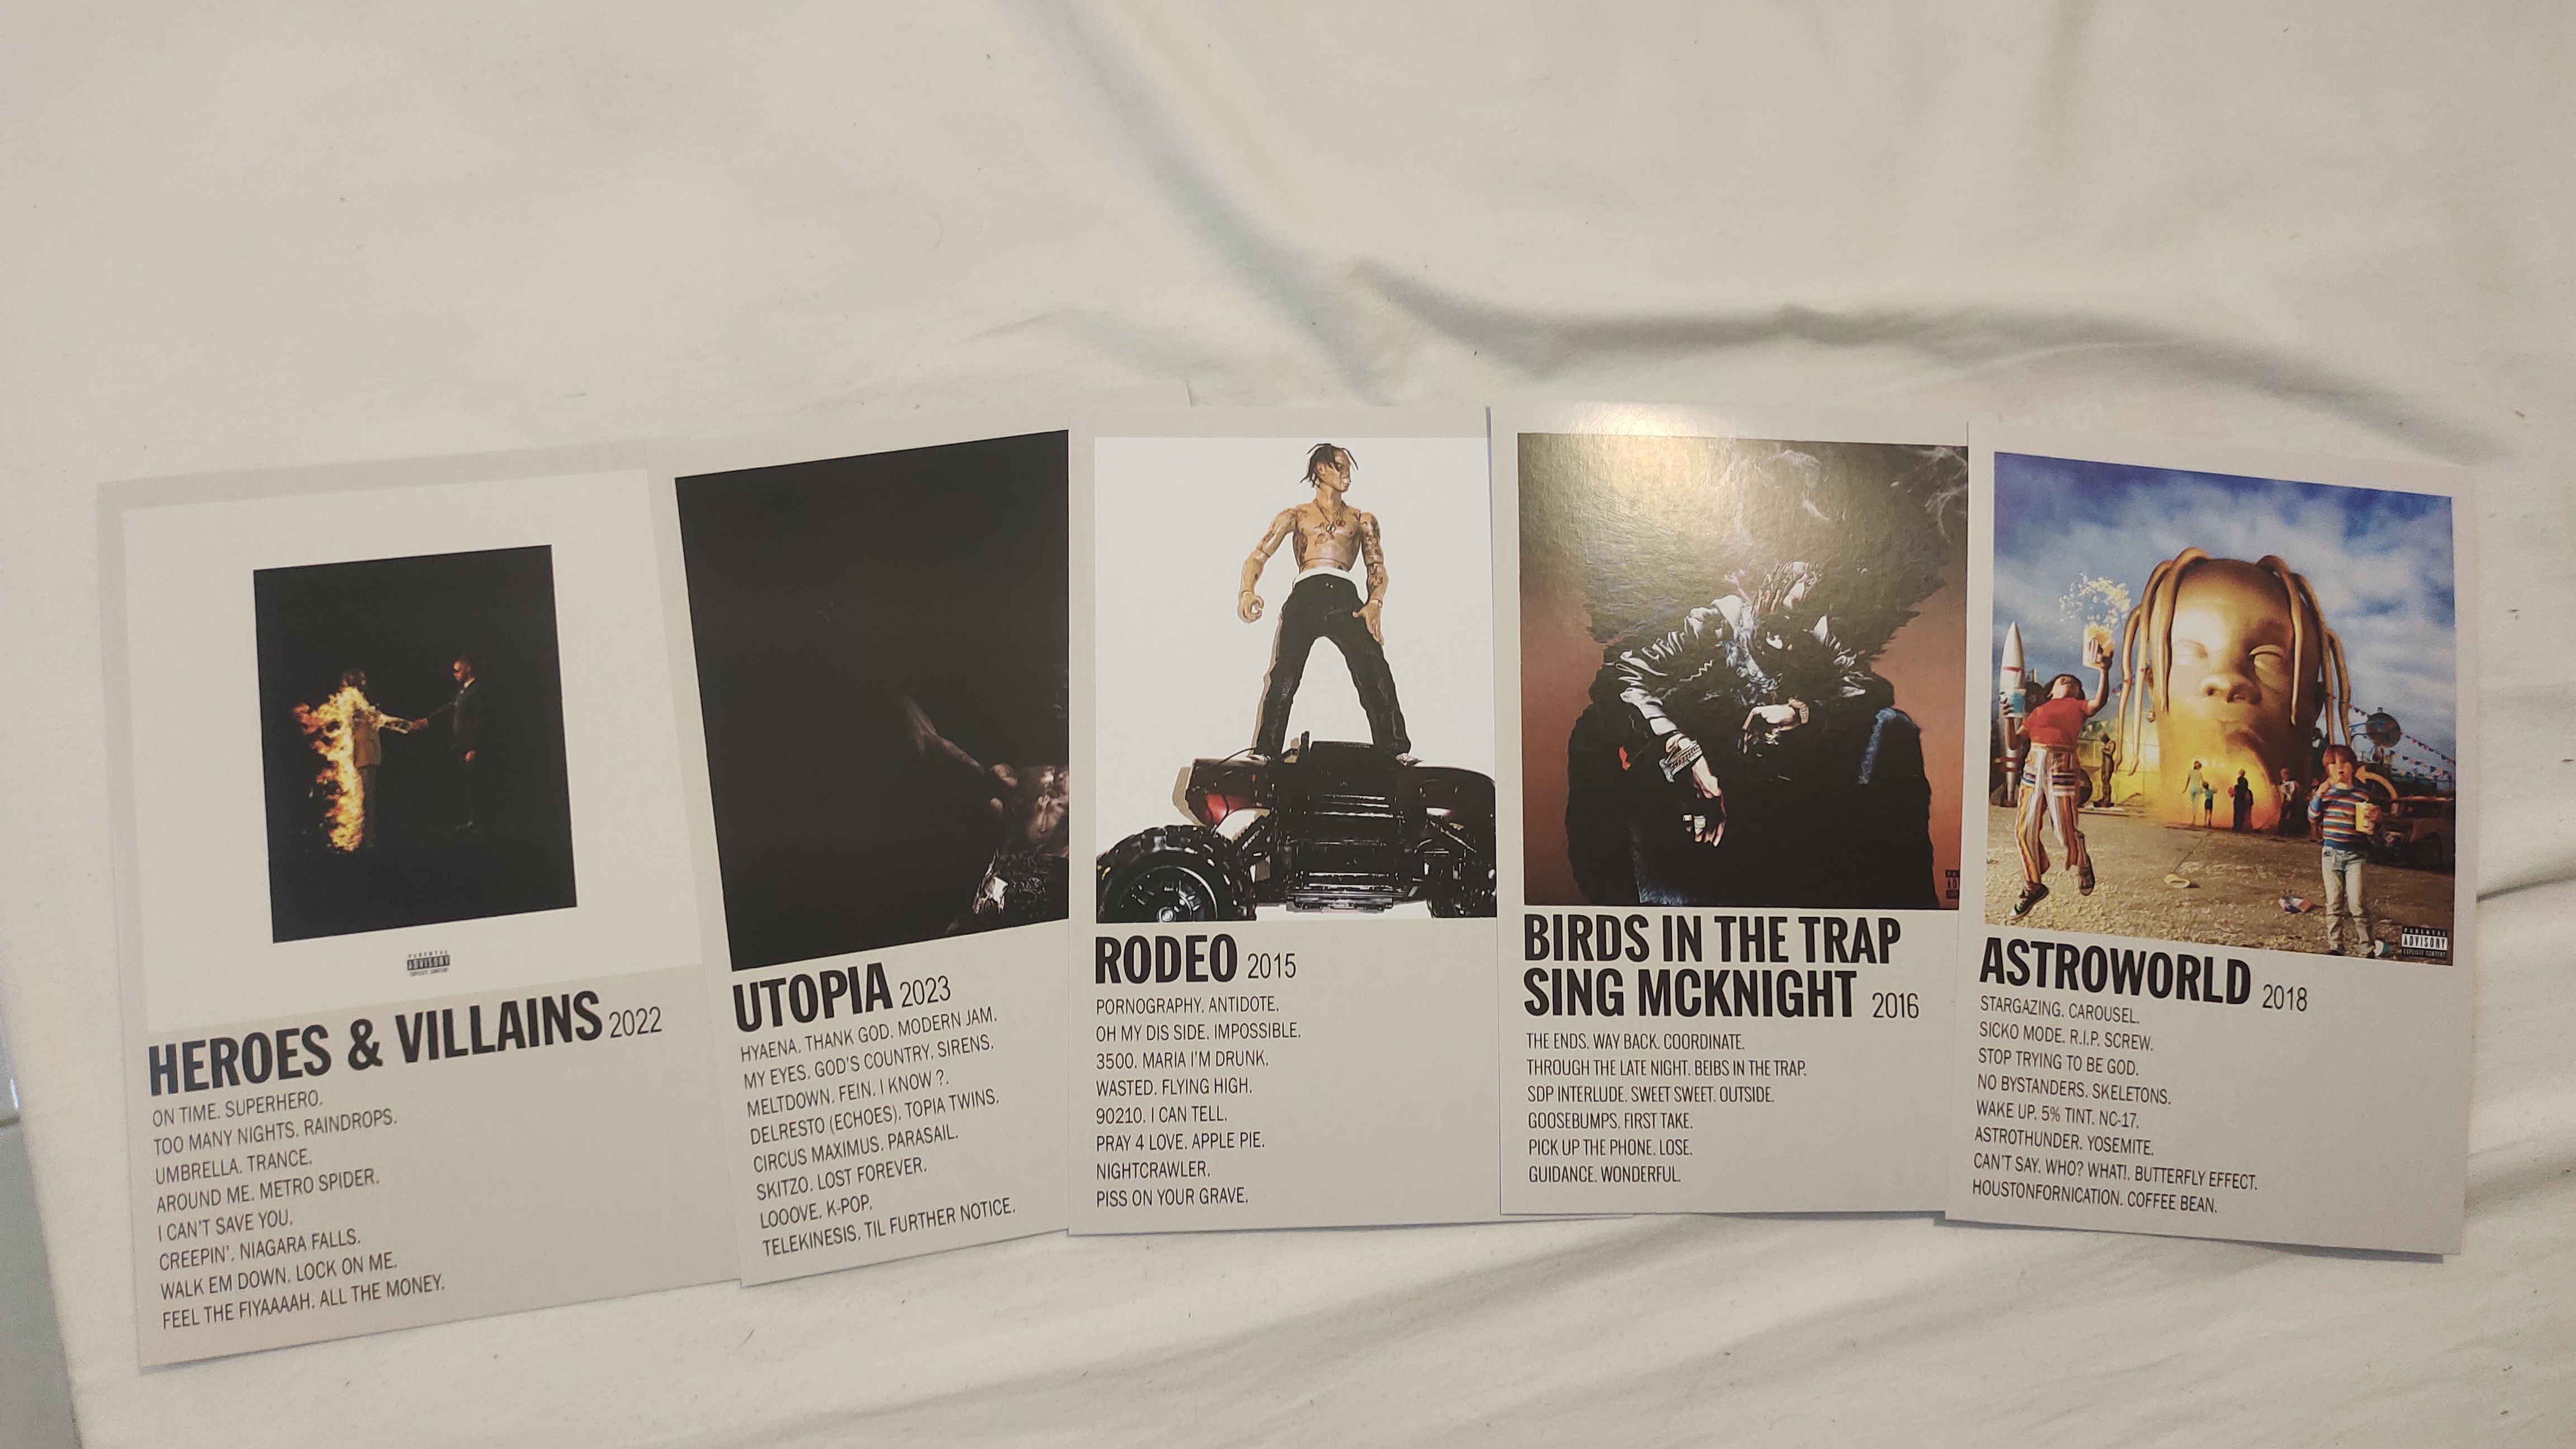 PARENTAL
ADVISORY
EXPLICIT CONTENT
HEROES & VILLAINS 2022
ON TIME. SUPERHERO.
TOO MANY NIGHTS. RAINDROPS.
UMBRELLA. TRANCE.
AROUND ME. METRO SPIDER.
I CAN'T SAVE YOU.
CREEPIN'. NIAGARA FALLS.
WALK EM DOWN. LOCK ON ME.
FEEL THE FIYAAAAH. ALL THE MONEY.
UTOPIA 2023
HYAENA. THANK GOD. MODERN JAM.
MY EYES. GOD'S COUNTRY. SIRENS.
MELTDOWN. FEIN. I KNOW ?.
DELRESTO (ECHOES). TOPIA TWINS.
CIRCUS MAXIMUS. PARASAIL.
SKITZO. LOST FOREVER.
LOOOVE. K-POP.
TELEKINESIS. TIL FURTHER NOTICE.
RODEO 2015
PORNOGRAPHY. ANTIDOTE.
OH MY DIS SIDE. IMPOSSIBLE.
3500. MARIA I'M DRUNK.
WASTED. FLYING HIGH.
90210. I CAN TELL.
PRAY 4 LOVE. APPLE PIE.
NIGHTCRAWLER.
PISS ON YOUR GRAVE.
BIRDS IN THE TRAP
SING MCKNIGHT 2016
THE ENDS. WAY BACK. COORDINATE.
THROUGH THE LATE NIGHT. BEIBS IN THE TRAP.
SDP INTERLUDE. SWEET SWEET. OUTSIDE.
GOOSEBUMPS. FIRST TAKE.
PICK UP THE PHONE. LOSE.
GUIDANCE. WONDERFUL.
PARENTAL
ADVISORY
EXPLICIT CONTENT
ASTROWORLD 2018
STARGAZING. CAROUSEL.
SICKO MODE. R.I.P. SCREW.
STOP TRYING TO BE GOD.
NO BYSTANDERS. SKELETONS.
WAKE UP. 5% TINT. NC-17.
ASTROTHUNDER. YOSEMITE.
CAN'T SAY. WHO? WHAT!. BUTTERFLY EFFECT.
HOUSTONFORNICATION. COFFEE BEAN.